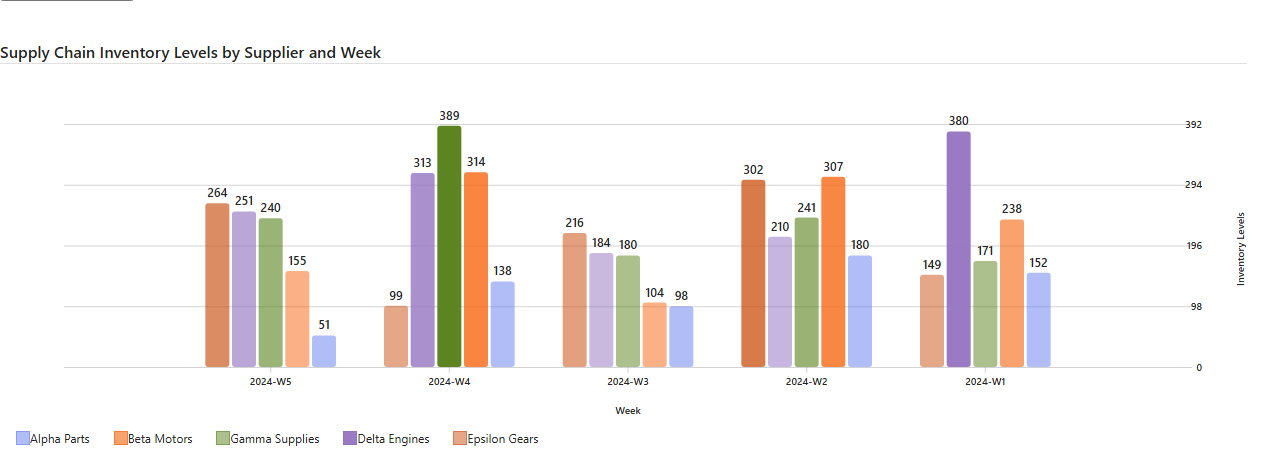 Supply Chain Inventory Levels by Supplier and Week
389
392
380
313
314
302
307
294
264
251
240
216
241
238
210
184
180
180
196
171
155
138
149
152
99
104
98
98
51
0
2024-W5
2024-W4
2024-W3
2024-W2
2024-W1
Inventory Levels
Week
Alpha Parts
Beta Motors
Gamma Supplies
Delta Engines
Epsilon Gears